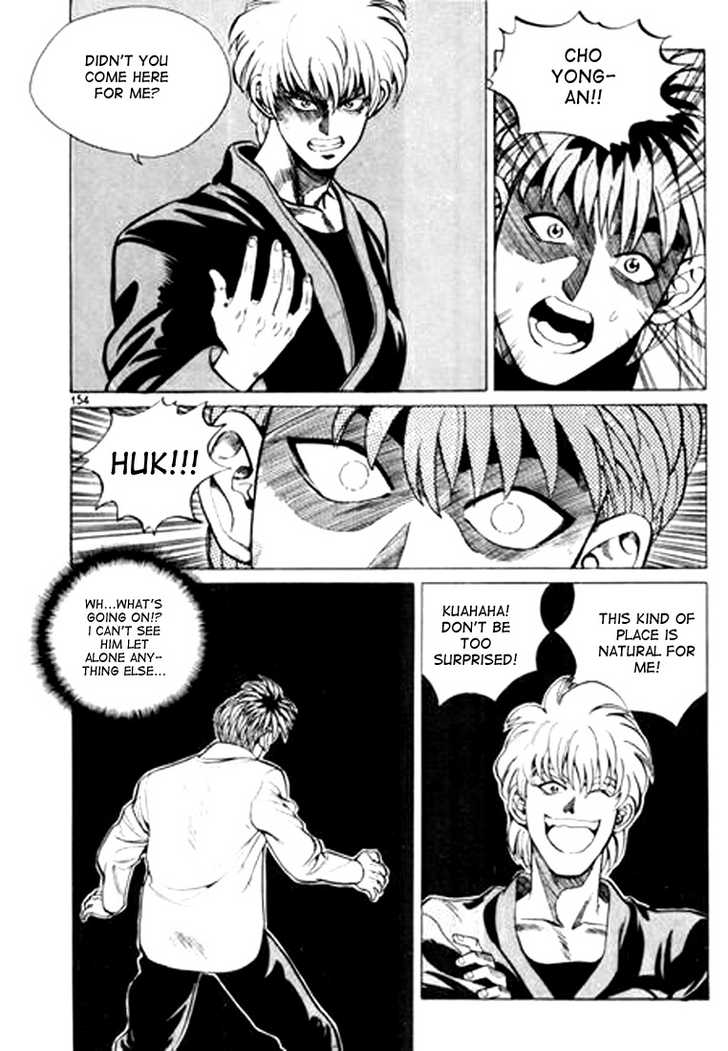 DIDN'T YOU
COME HERE
FOR ME?
CHO
YONG-
AN!!
154
HUK!!!
WH...WHAT'S
GOING ON!?
I CAN'T SEE
HIM LET
ALONE ANY-
THING ELSE...
KUAHAHA!
DON'T BE
TOO
SURPRISED!
THIS KIND OF
PLACE IS
NATURAL FOR
ME!